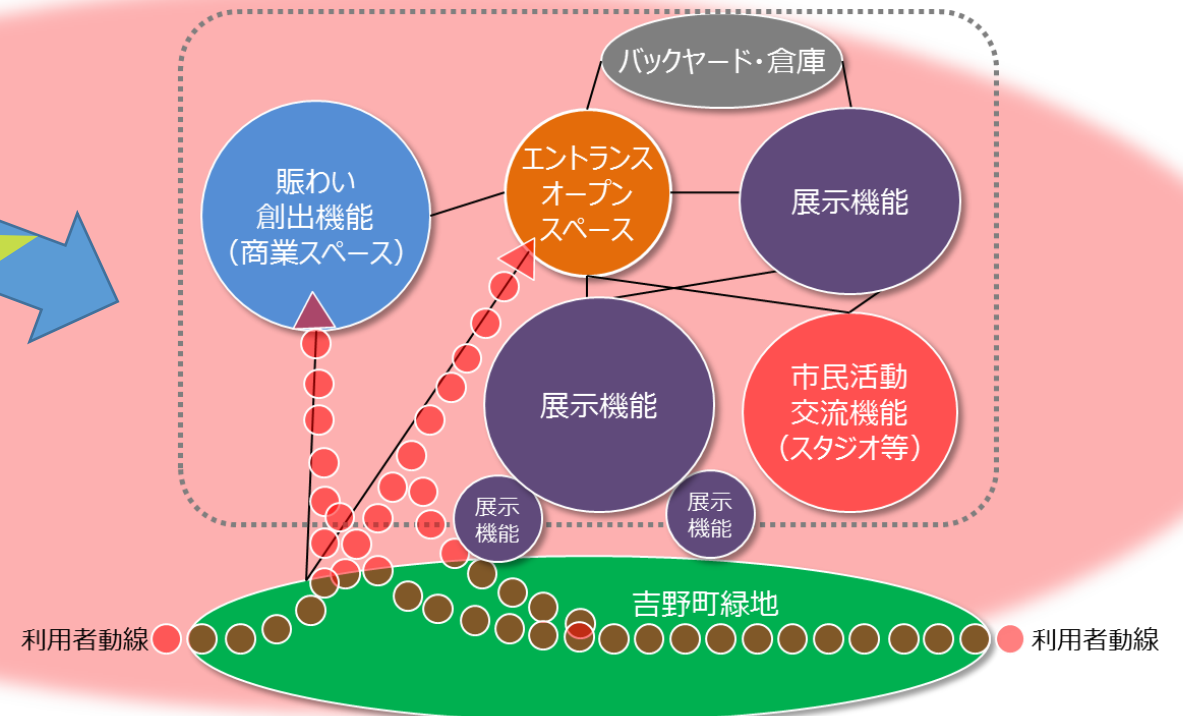 バックヤード・倉庫
賑わい
創出機能
（商業スペース）
エントランス
オープン
スペース
展示機能
展示機能
市民活動
交流機能
（スタジオ等）
展示
機能
展示
機能
吉野町緑地
利用者動線
利用者動線